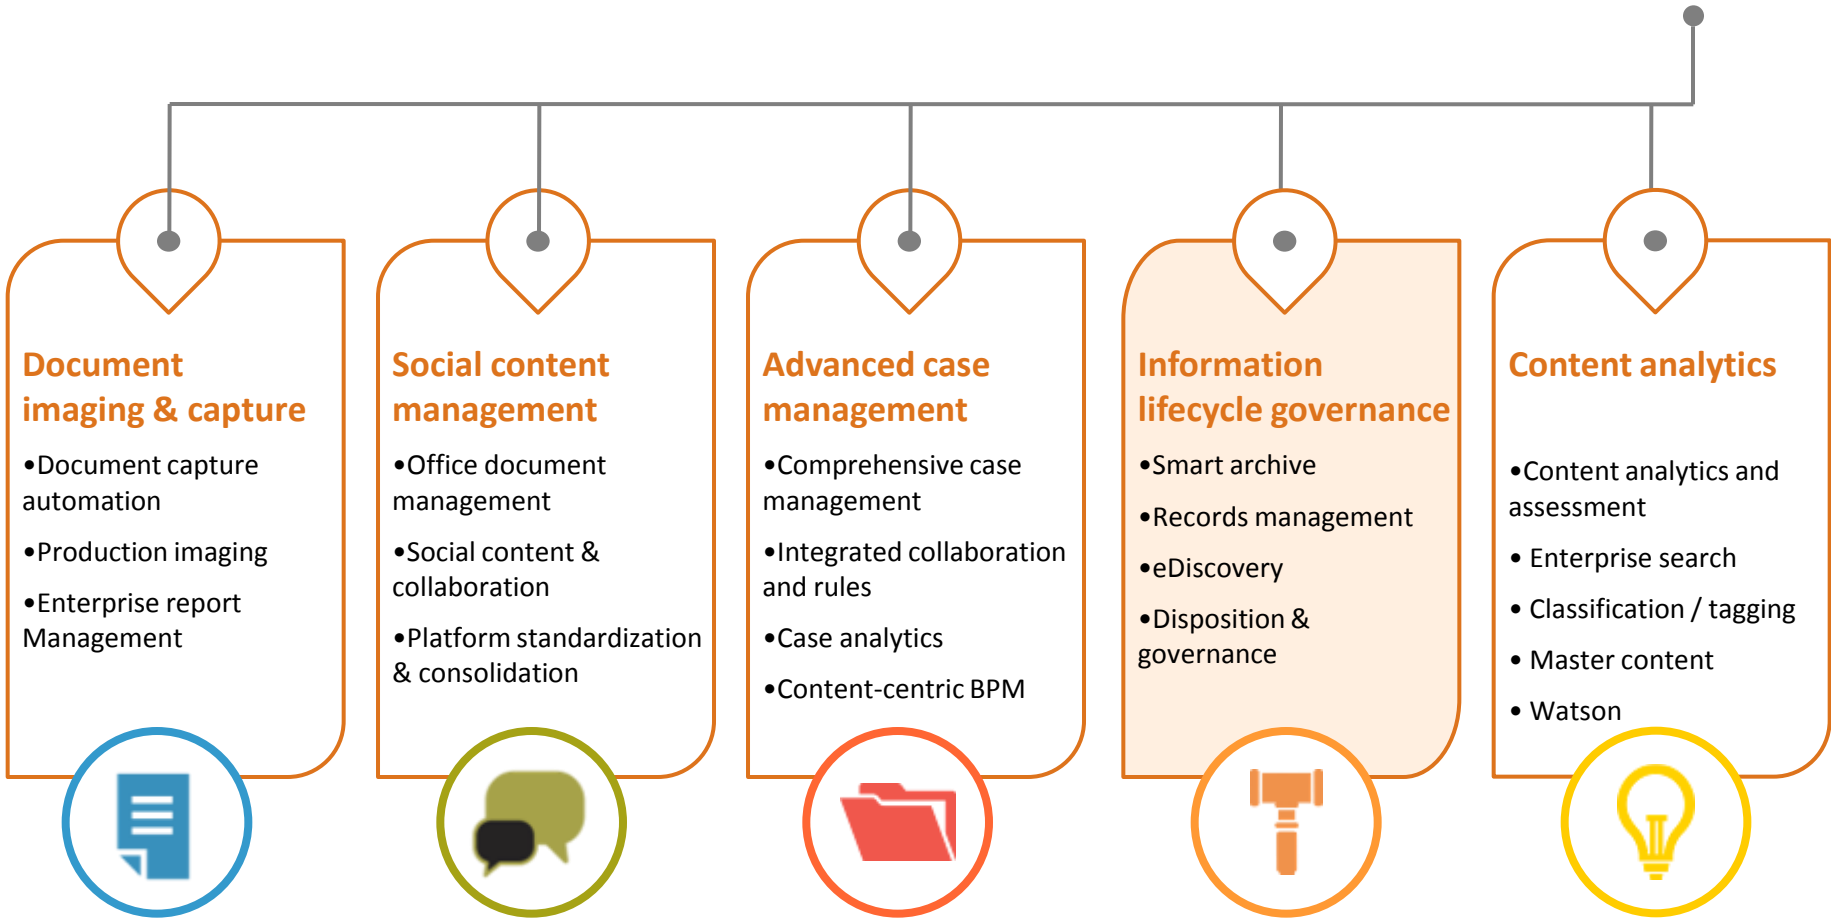 Document
imaging & capture
•Document capture
automation
•Production imaging
•Enterprise report
Management
Social content
management
•Office document
management
•Social content &
collaboration
•Platform standardization
& consolidation
Advanced case
management
•Comprehensive case
management
•Integrated collaboration
and rules
•Case analytics
•Content-centric BPM
Information
lifecycle governance
•Smart archive
•Records management
•eDiscovery
•Disposition &
governance
Content analytics
•Content analytics and
assessment
• Enterprise search
• Classification / tagging
• Master content
• Watson